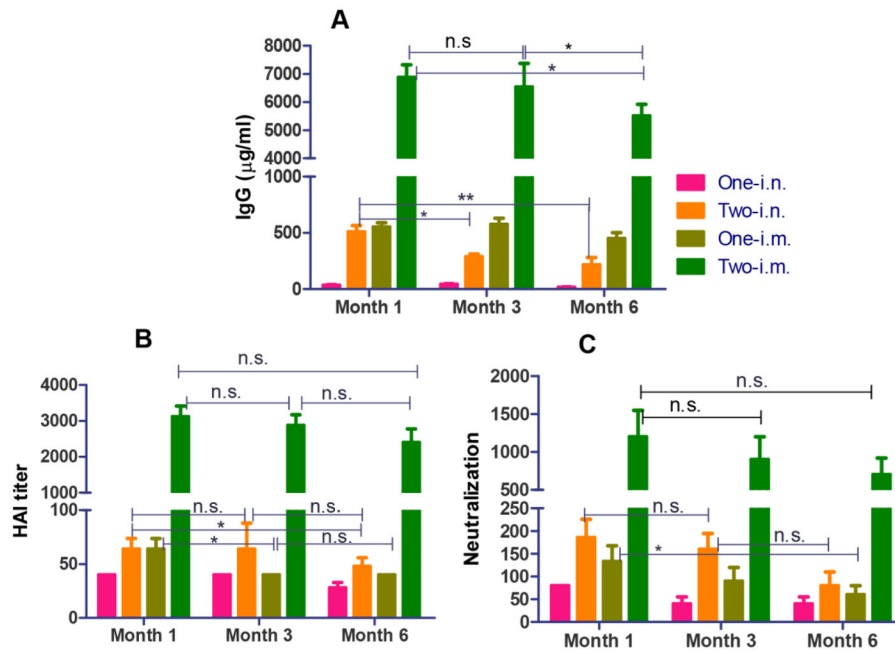 A
IgG (µg/ml)
8000
7000
6000
5000
4000
1000
500
0
n.s
*
*
**
*
Month 1
Month 3
Month 6
One-i.n.
Two-i.n.
One-i.m.
Two-i.m.
B
HAI titer
4000
3000
2000
1000
100
50
0
n.s.
n.s.
n.s.
n.s.
n.s.
*
*
n.s.
Month 1
Month 3
Month 6
C
Neutralization
1500
1000
500
250
200
150
100
50
0
n.s.
n.s.
n.s.
n.s.
*
Month 1
Month 3
Month 6